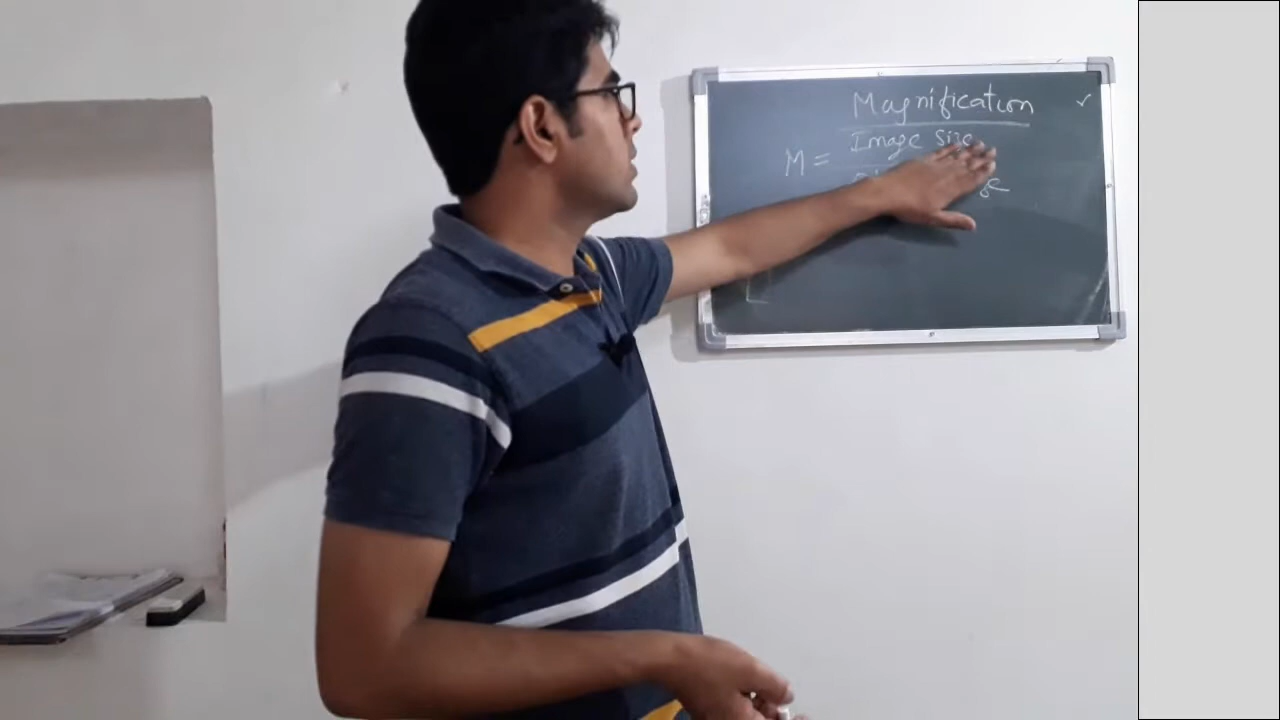 Magnification ✓
Image size
M =